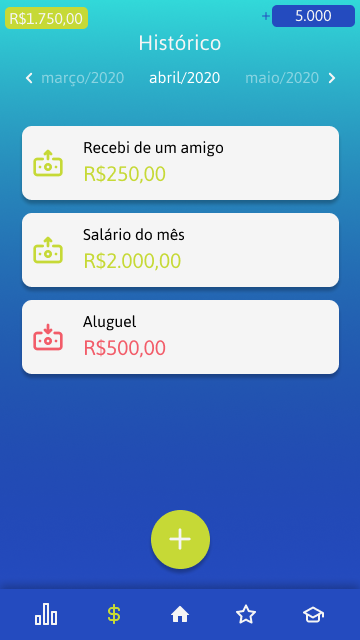 R$1.750,00
+ 5.000
Histórico
março/2020 abril/2020 maio/2020
Recebi de um amigo
R$250,00
Salário do mês
R$2.000,00
Aluguel
R$500,00